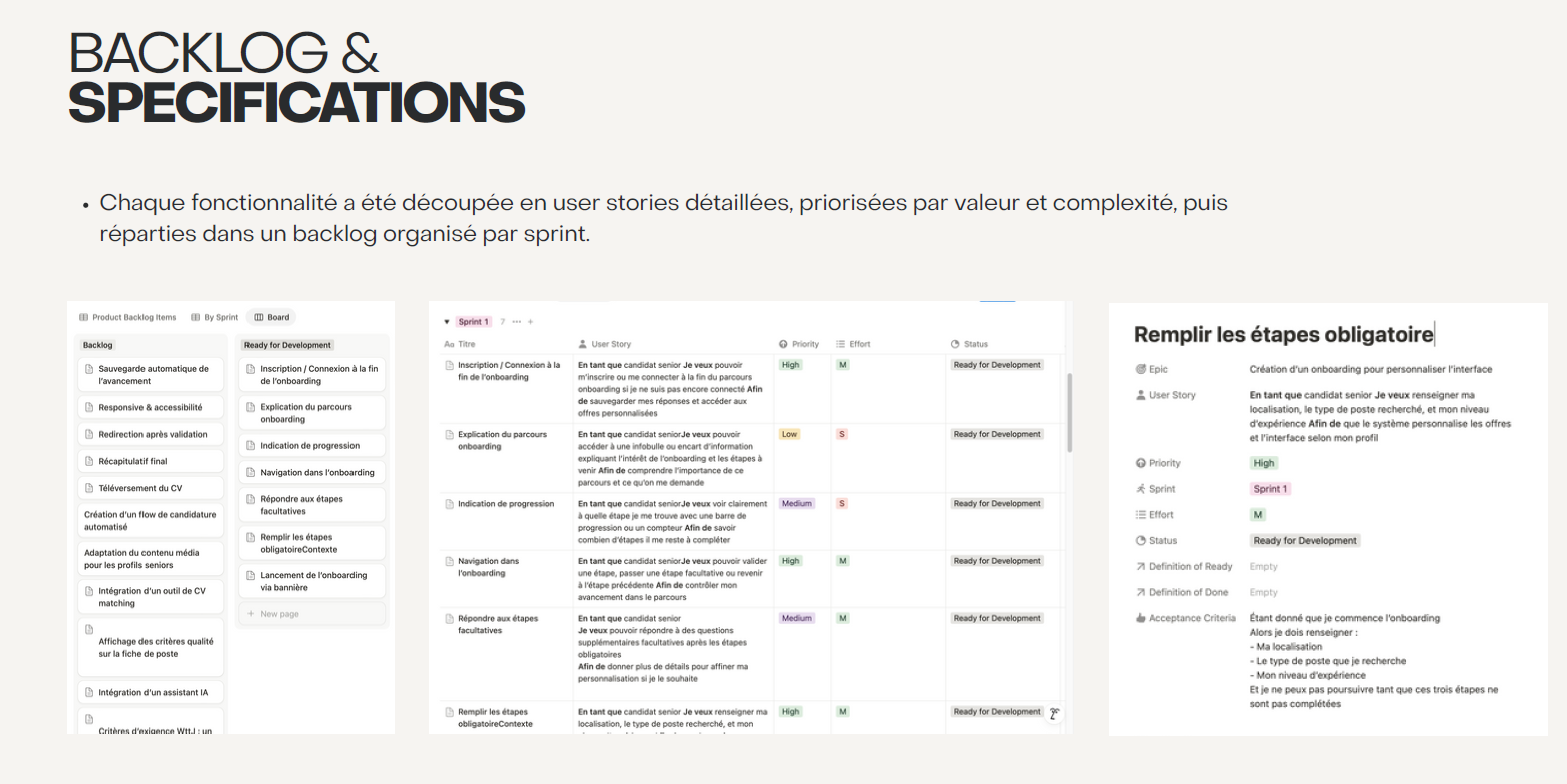 BACKLOG &
SPECIFICATIONS
• Chaque fonctionnalité a été découpée en user stories détaillées, priorisées par valeur et complexité, puis
réparties dans un backlog organisé par sprint.
Product Backlog Items By Sprint Board
Backlog
Sauvegarde automatique de
l'avancement
Responsive & accessibilité
Redirection après validation
Récapitulatif final
Téléversement du CV
Création d'un flow de candidature
automatisé
Adaptation du contenu média
pour les profils seniors
Intégration d'un outil de CV
matching
Affichage des critères qualité
sur la fiche de poste
Intégration d'un assistant IA
Critères d'exigence WttJ : un
Ready for Development
Inscription / Connexion à la fin
de l'onboarding
Explication du parcours
onboarding
Indication de progression
Navigation dans l'onboarding
Répondre aux étapes
facultatives
Remplir les étapes
obligatoireContexte
Lancement de l'onboarding
via bannière
+ New page
Sprint 1 7 ... +
Aa Titre User Story Priority Effort Status
Inscription / Connexion à la
fin de l'onboarding
En tant que candidat senior Je veux pouvoir
m'inscrire ou me connecter à la fin du parcours
onboarding si je ne suis pas encore connecté Afin
de sauvegarder mes réponses et accéder aux
offres personnalisées
High M Ready for Development
Explication du parcours
onboarding
En tant que candidat seniorJe veux pouvoir
accéder à une infobulle ou encart d'information
expliquant l'intérêt de l'onboarding et les étapes à
venir Afin de comprendre l'importance de ce
parcours et ce qu'on me demande
Low S Ready for Development
Indication de progression
En tant que candidat seniorJe veux voir clairement
à quelle étape je me trouve avec une barre de
progression ou un compteur Afin de savoir
combien d'étapes il me reste à compléter
Medium S Ready for Development
Navigation dans
l'onboarding
En tant que candidat seniorJe veux pouvoir valider
une étape, passer une étape facultative ou revenir
à l'étape précédente Afin de contrôler mon
avancement dans le parcours
High M Ready for Development
Répondre aux étapes
facultatives
En tant que candidat senior
Je veux pouvoir répondre à des questions
supplémentaires facultatives après les étapes
obligatoires
Afin de donner plus de détails pour affiner ma
personnalisation si je le souhaite
Medium M Ready for Development
Remplir les étapes
obligatoireContexte
En tant que candidat senior Je veux renseigner ma
localisation, le type de poste recherché, et mon
High M Ready for Development
Remplir les étapes obligatoire
Epic Création d'un onboarding pour personnaliser l'interface
User Story En tant que candidat senior Je veux renseigner ma
localisation, le type de poste recherché, et mon niveau
d'expérience Afin de que le système personnalise les offres
et l'interface selon mon profil
Priority High
Sprint Sprint 1
Effort M
Status Ready for Development
Definition of Ready Empty
Definition of Done Empty
Acceptance Criteria Étant donné que je commence l'onboarding
Alors je dois renseigner :
- Ma localisation
- Le type de poste que je recherche
- Mon niveau d'expérience
Et je ne peux pas poursuivre tant que ces trois étapes ne
sont pas complétées